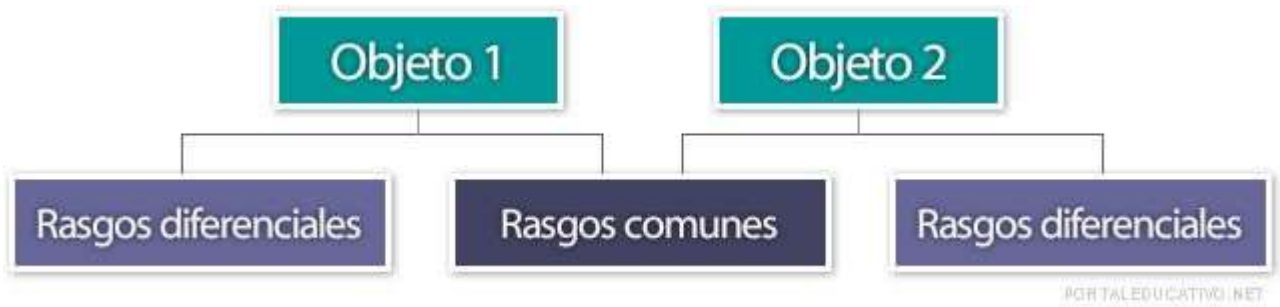 Objeto 1
Objeto 2
Rasgos diferenciales
Rasgos comunes
Rasgos diferenciales
PORTALEDUCATIVO.NET